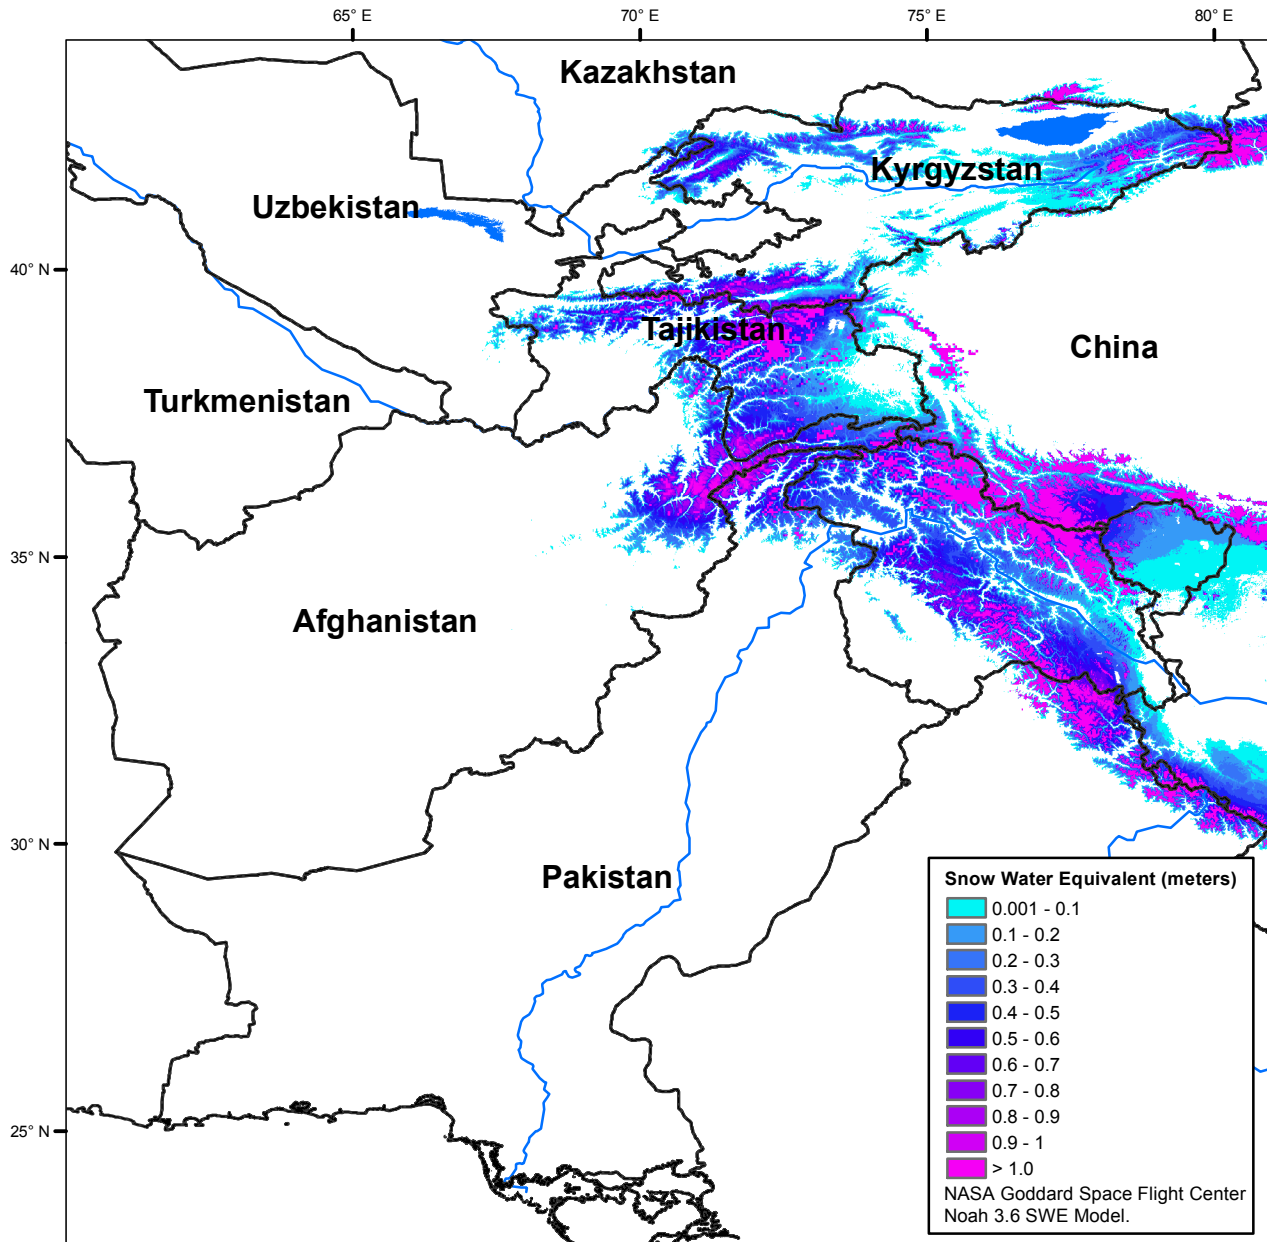 65° E
70° E
75° E
80° E
Kazakhstan
Kyrgyzstan
Uzbekistan
40° N
Tajikistan
China
Turkmenistan
35° N
Afghanistan
30° N
Pakistan
25° N
Snow Water Equivalent (meters)
0.001 - 0.1
0.1 - 0.2
0.2 - 0.3
0.3 - 0.4
0.4 - 0.5
0.5 - 0.6
0.6 - 0.7
0.7 - 0.8
0.8 - 0.9
0.9 - 1
> 1.0
NASA Goddard Space Flight Center
Noah 3.6 SWE Model.